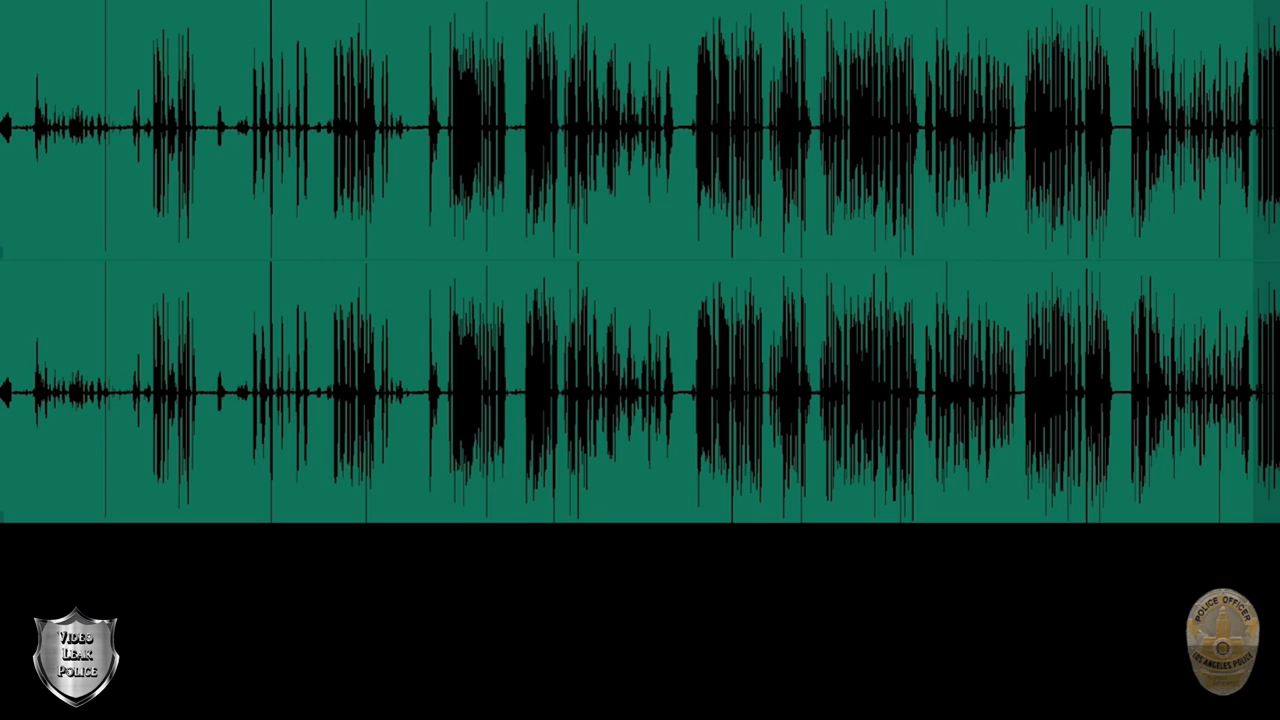 VIDEO
LEAK
POLICE
POLICE OFFICER
LOS ANGELES POLICE